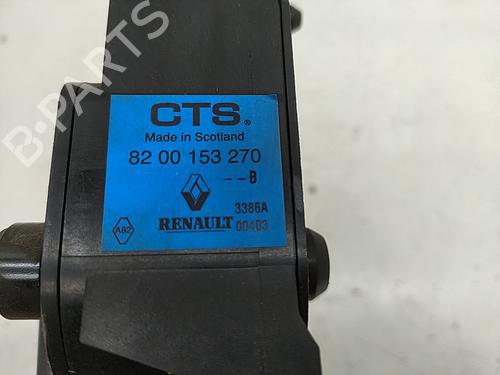 B-PARTS
CTS®
Made in Scotland
82 00 153 270
--B
3386A
A82
RENAULT 00403